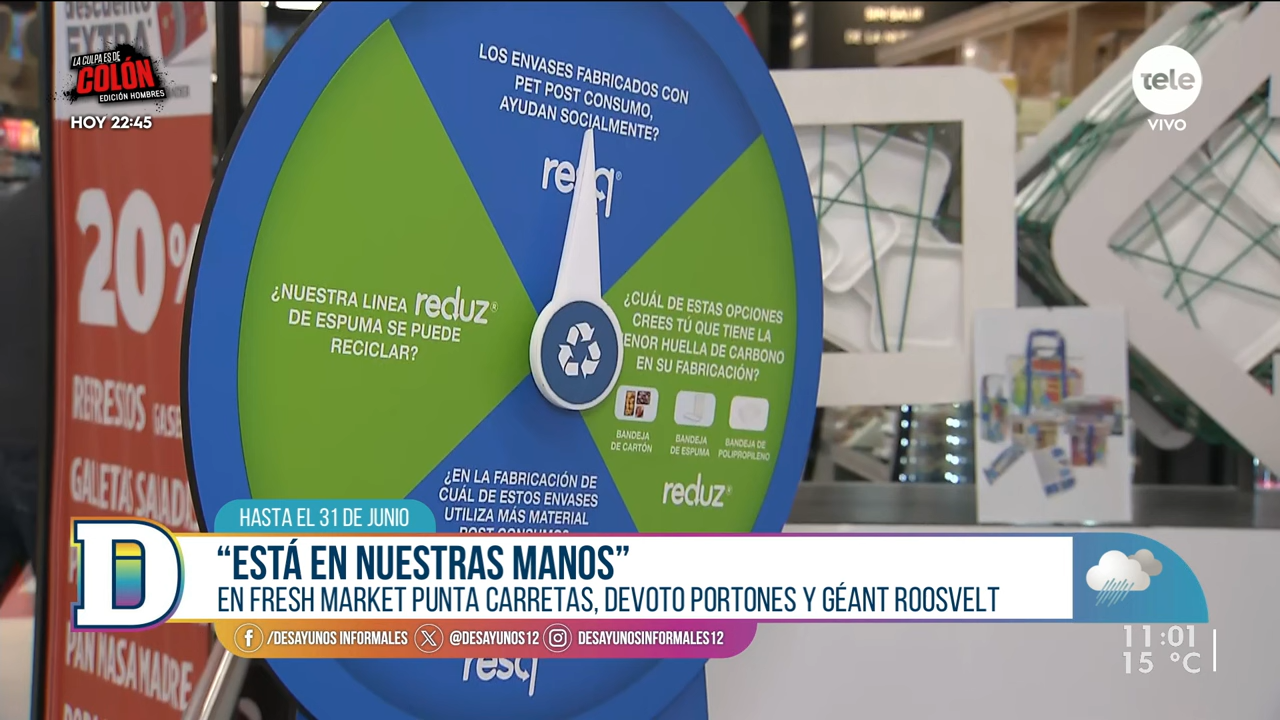 descuento
EXTRA
LA CULPA ES DE
COLÓN
EDICIÓN HOMBRES
HOY 22:45
tele
VIVO
20%
REFRESCOS
PAN MASA MADRE
LOS ENVASES FABRICADOS CON
PET POST CONSUMO,
AYUDAN SOCIALMENTE?
resq®
¿NUESTRA LINEA reduz®
DE ESPUMA SE PUEDE
RECICLAR?
¿CUÁL DE ESTAS OPCIONES
CREES TÚ QUE TIENE LA
ENOR HUELLA DE CARBONO
EN SU FABRICACIÓN?
BANDEJA
DE CARTÓN
BANDEJA
DE ESPUMA
BANDEJA DE
POLIPROPILENO
reduz®
¿EN LA FABRICACIÓN DE
CUÁL DE ESTOS ENVASES
UTILIZA MÁS MATERIAL
POST CONSUMO?
resq
HASTA EL 31 DE JUNIO
D
“ESTÁ EN NUESTRAS MANOS”
EN FRESH MARKET PUNTA CARRETAS, DEVOTO PORTONES Y GÉANT ROOSVELT
/DESAYUNOS INFORMALES @DESAYUNOS12 DESAYUNOSINFORMALES12
11:01
15 °C